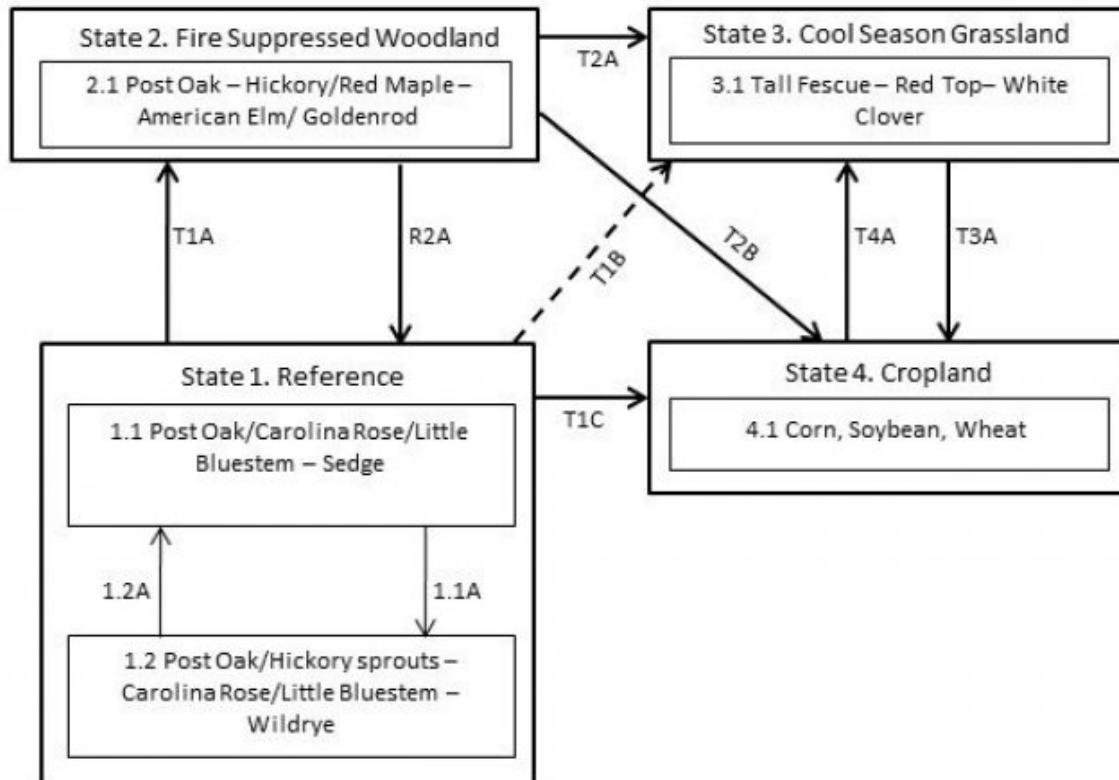 State 2. Fire Suppressed Woodland
2.1 Post Oak – Hickory/Red Maple –
American Elm/ Goldenrod
T2A
State 3. Cool Season Grassland
3.1 Tall Fescue – Red Top– White
Clover
T1A
R2A
T1B
T2B
T4A
T3A
State 1. Reference
1.1 Post Oak/Carolina Rose/Little
Bluestem – Sedge
T1C
State 4. Cropland
4.1 Corn, Soybean, Wheat
1.2A
1.1A
1.2 Post Oak/Hickory sprouts –
Carolina Rose/Little Bluestem –
Wildrye